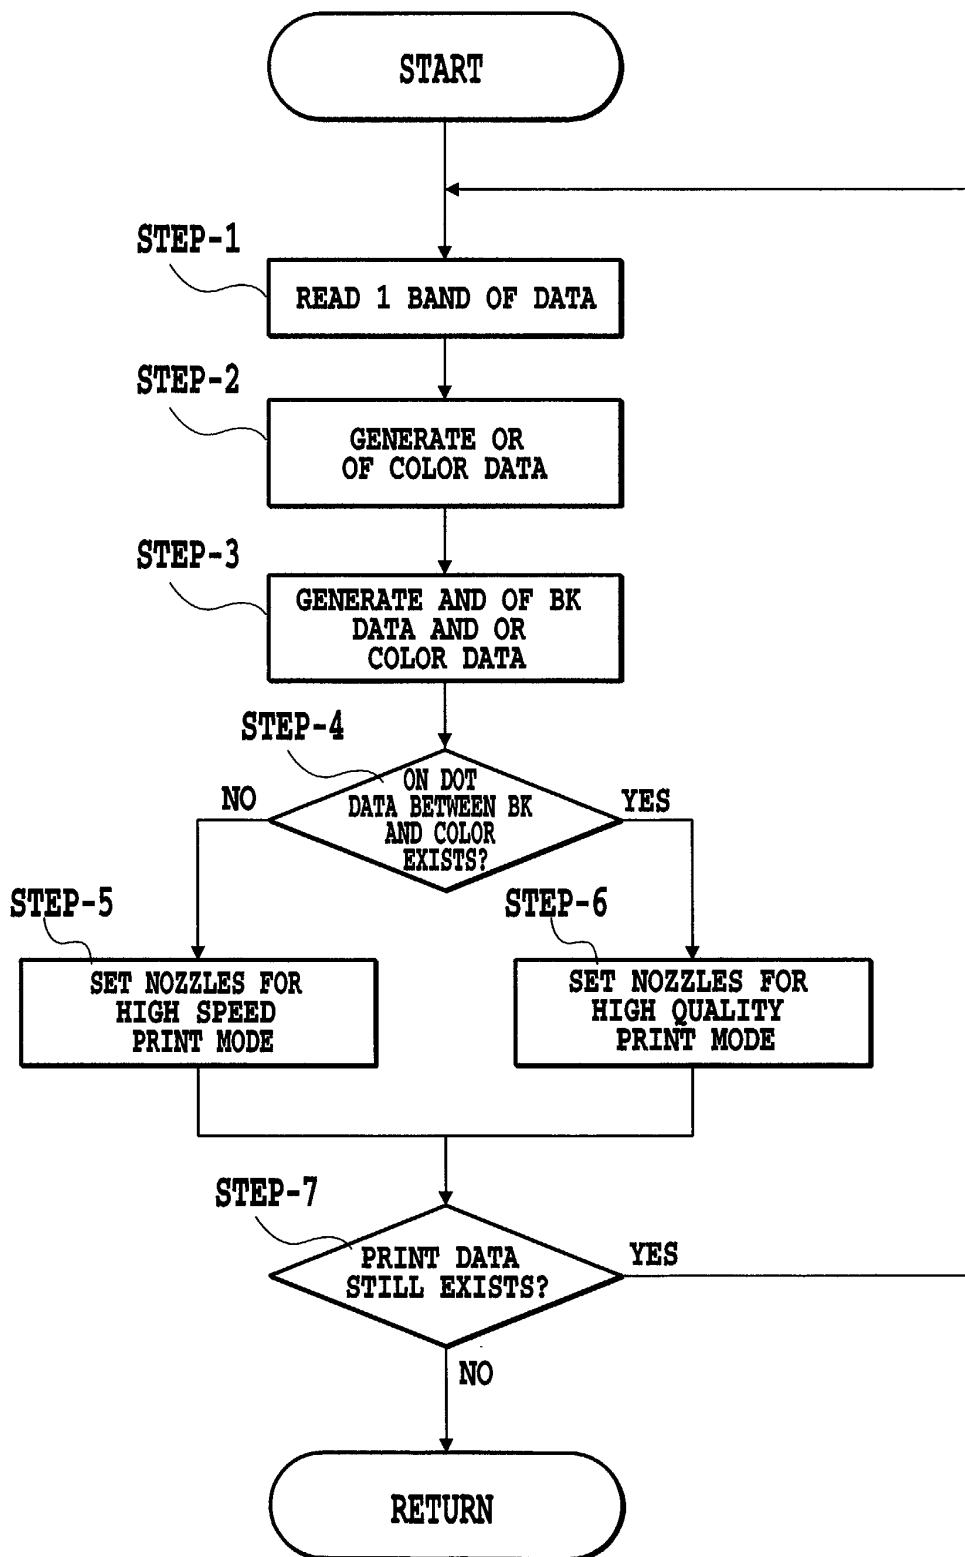 START
STEP-1
READ 1 BAND OF DATA
STEP-2
GENERATE OR
OF COLOR DATA
STEP-3
GENERATE AND OF BK
DATA AND OR
COLOR DATA
STEP-4
ON DOT
DATA BETWEEN BK
AND COLOR
EXISTS?
NO
YES
STEP-5
SET NOZZLES FOR
HIGH SPEED
PRINT MODE
STEP-6
SET NOZZLES FOR
HIGH QUALITY
PRINT MODE
STEP-7
PRINT DATA
STILL EXISTS?
YES
NO
RETURN